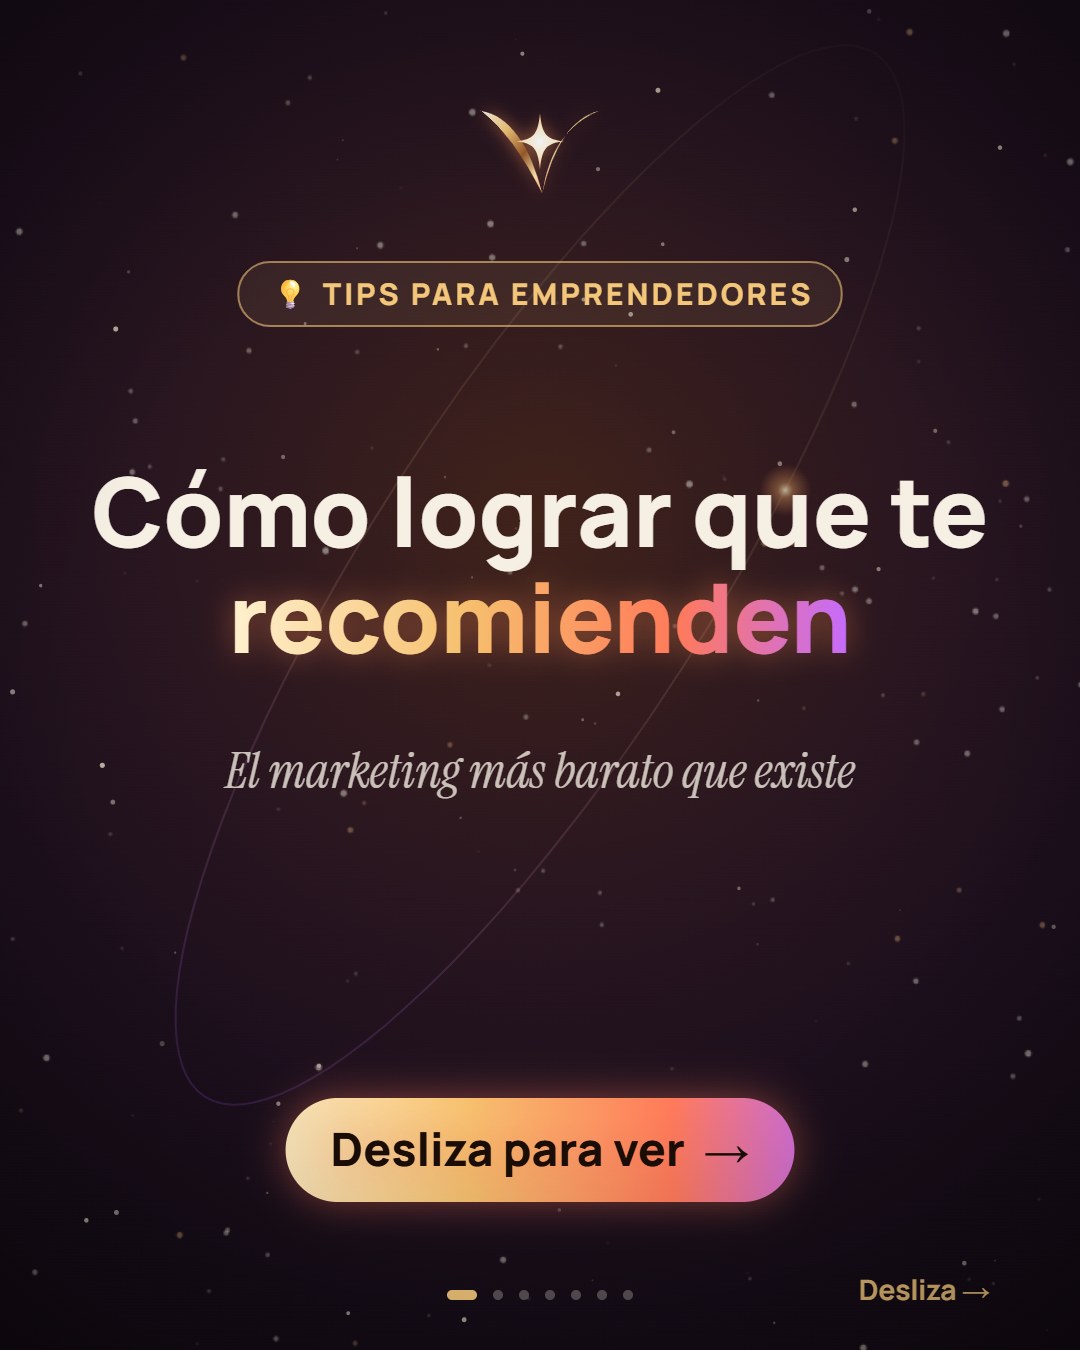 💡 TIPS PARA EMPRENDEDORES
Cómo lograr que te
recomienden
El marketing más barato que existe
Desliza para ver →
Desliza →